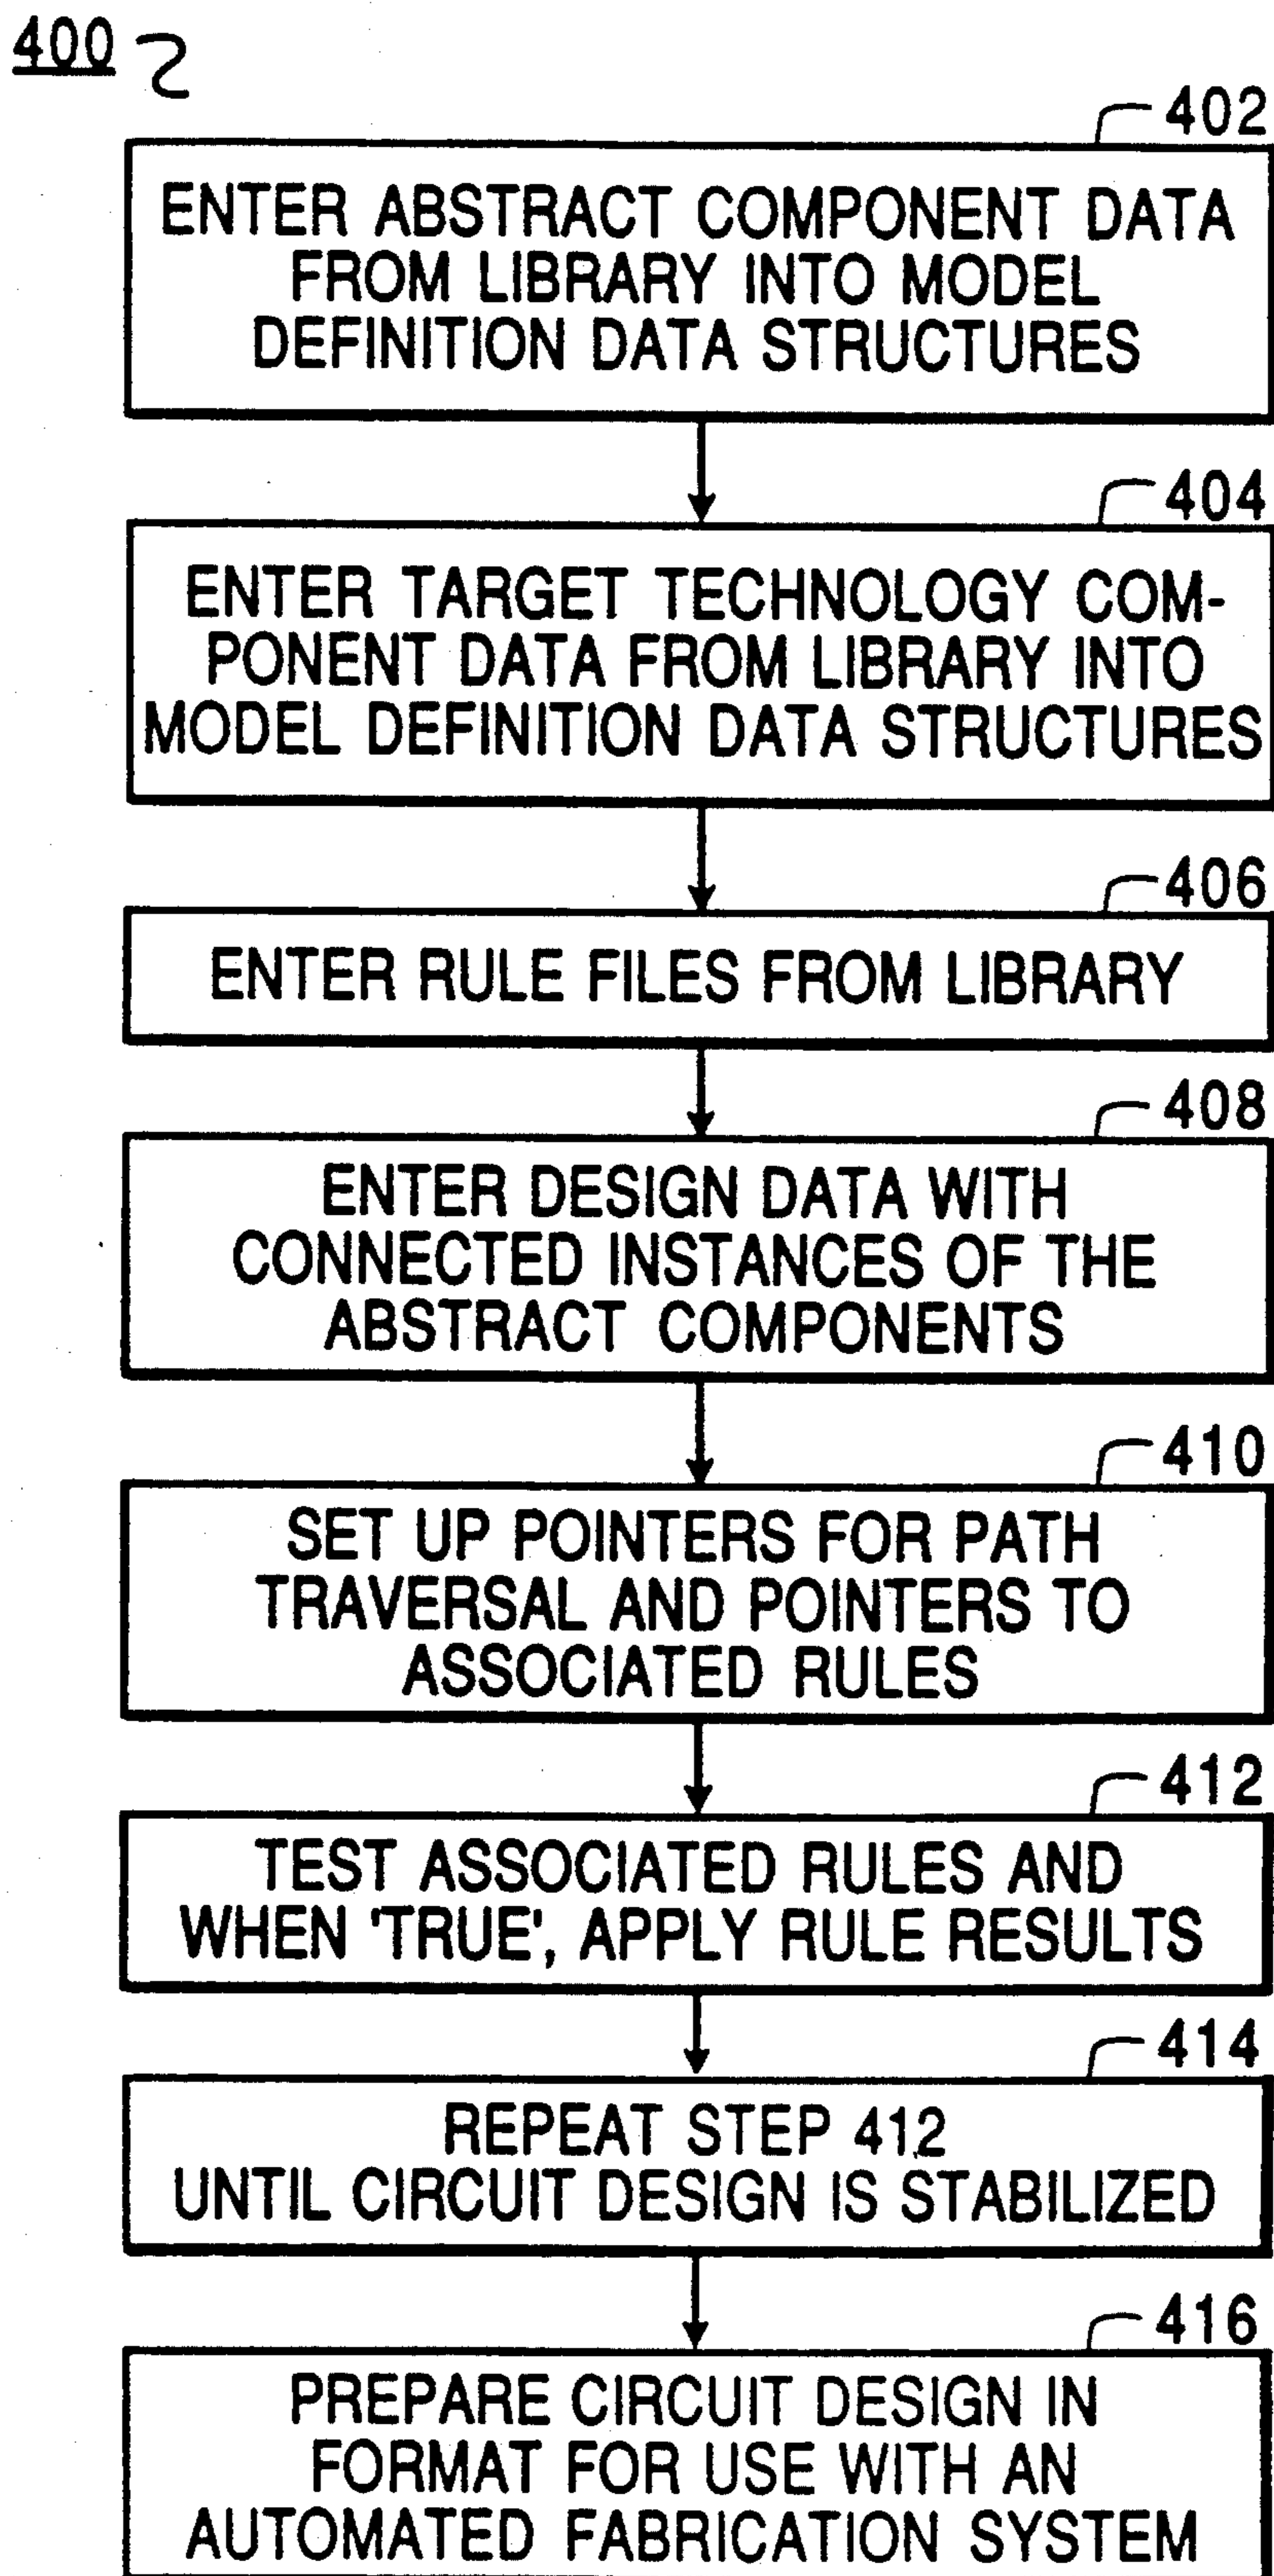 400
402
ENTER ABSTRACT COMPONENT DATA
FROM LIBRARY INTO MODEL
DEFINITION DATA STRUCTURES
404
ENTER TARGET TECHNOLOGY COM-
PONENT DATA FROM LIBRARY INTO
MODEL DEFINITION DATA STRUCTURES
406
ENTER RULE FILES FROM LIBRARY
408
ENTER DESIGN DATA WITH
CONNECTED INSTANCES OF THE
ABSTRACT COMPONENTS
410
SET UP POINTERS FOR PATH
TRAVERSAL AND POINTERS TO
ASSOCIATED RULES
412
TEST ASSOCIATED RULES AND
WHEN 'TRUE', APPLY RULE RESULTS
414
REPEAT STEP 412
UNTIL CIRCUIT DESIGN IS STABILIZED
416
PREPARE CIRCUIT DESIGN IN
FORMAT FOR USE WITH AN
AUTOMATED FABRICATION SYSTEM